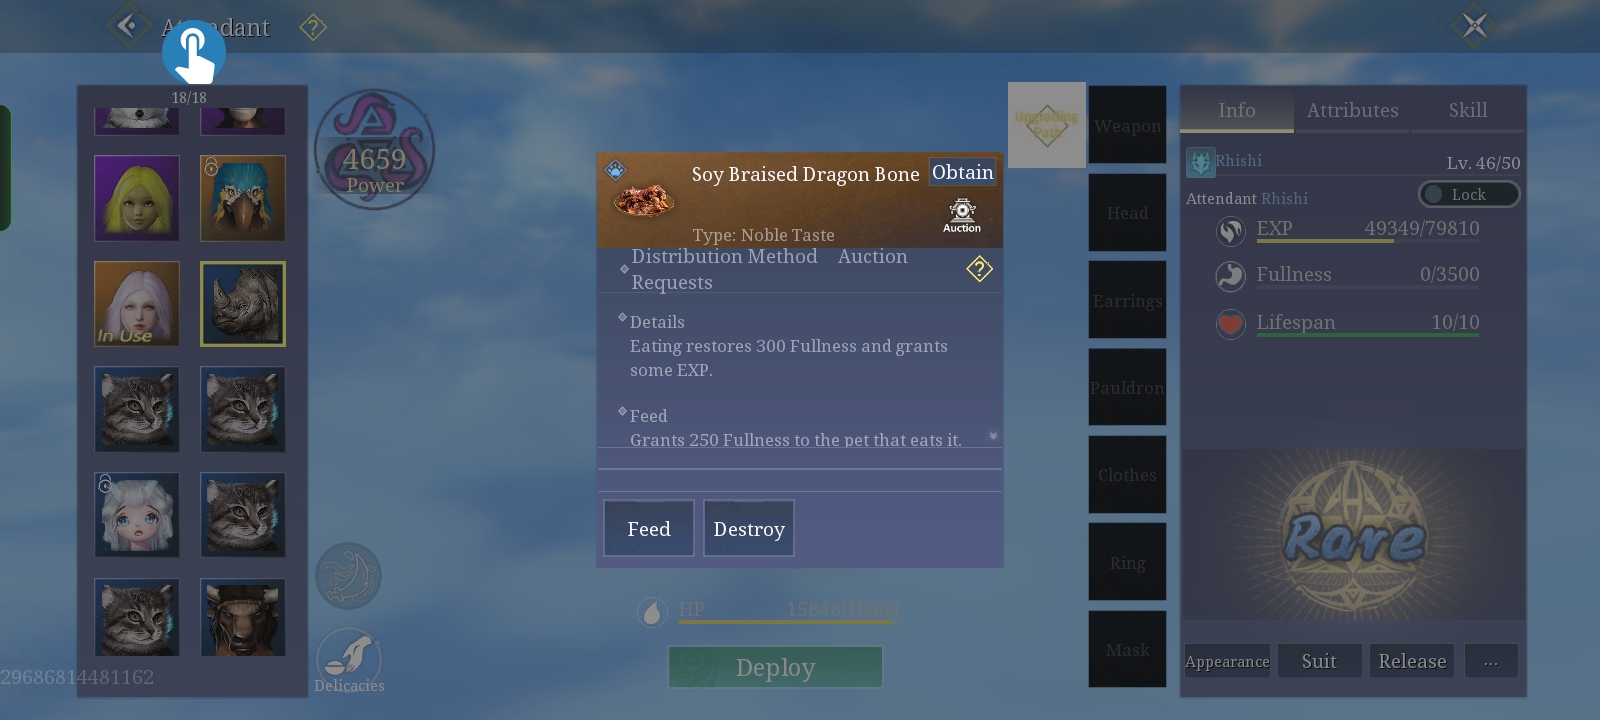 Attendant
18/18
4659
Power
In Use
29686814481162
Delicacies
Soy Braised Dragon Bone
Obtain
Auction
Type: Noble Taste
Distribution Method Auction
Requests
Details
Eating restores 300 Fullness and grants
some EXP.
Feed
Grants 250 Fullness to the pet that eats it.
Feed
Destroy
HP 15848/16404
Deploy
Upgrading
Path
Weapon
Head
Earrings
Pauldron
Clothes
Ring
Mask
Info Attributes Skill
Rhishi
Lv. 46/50
Attendant Rhishi
Lock
EXP 49349/79810
Fullness 0/3500
Lifespan 10/10
Rare
Appearance Suit Release ...